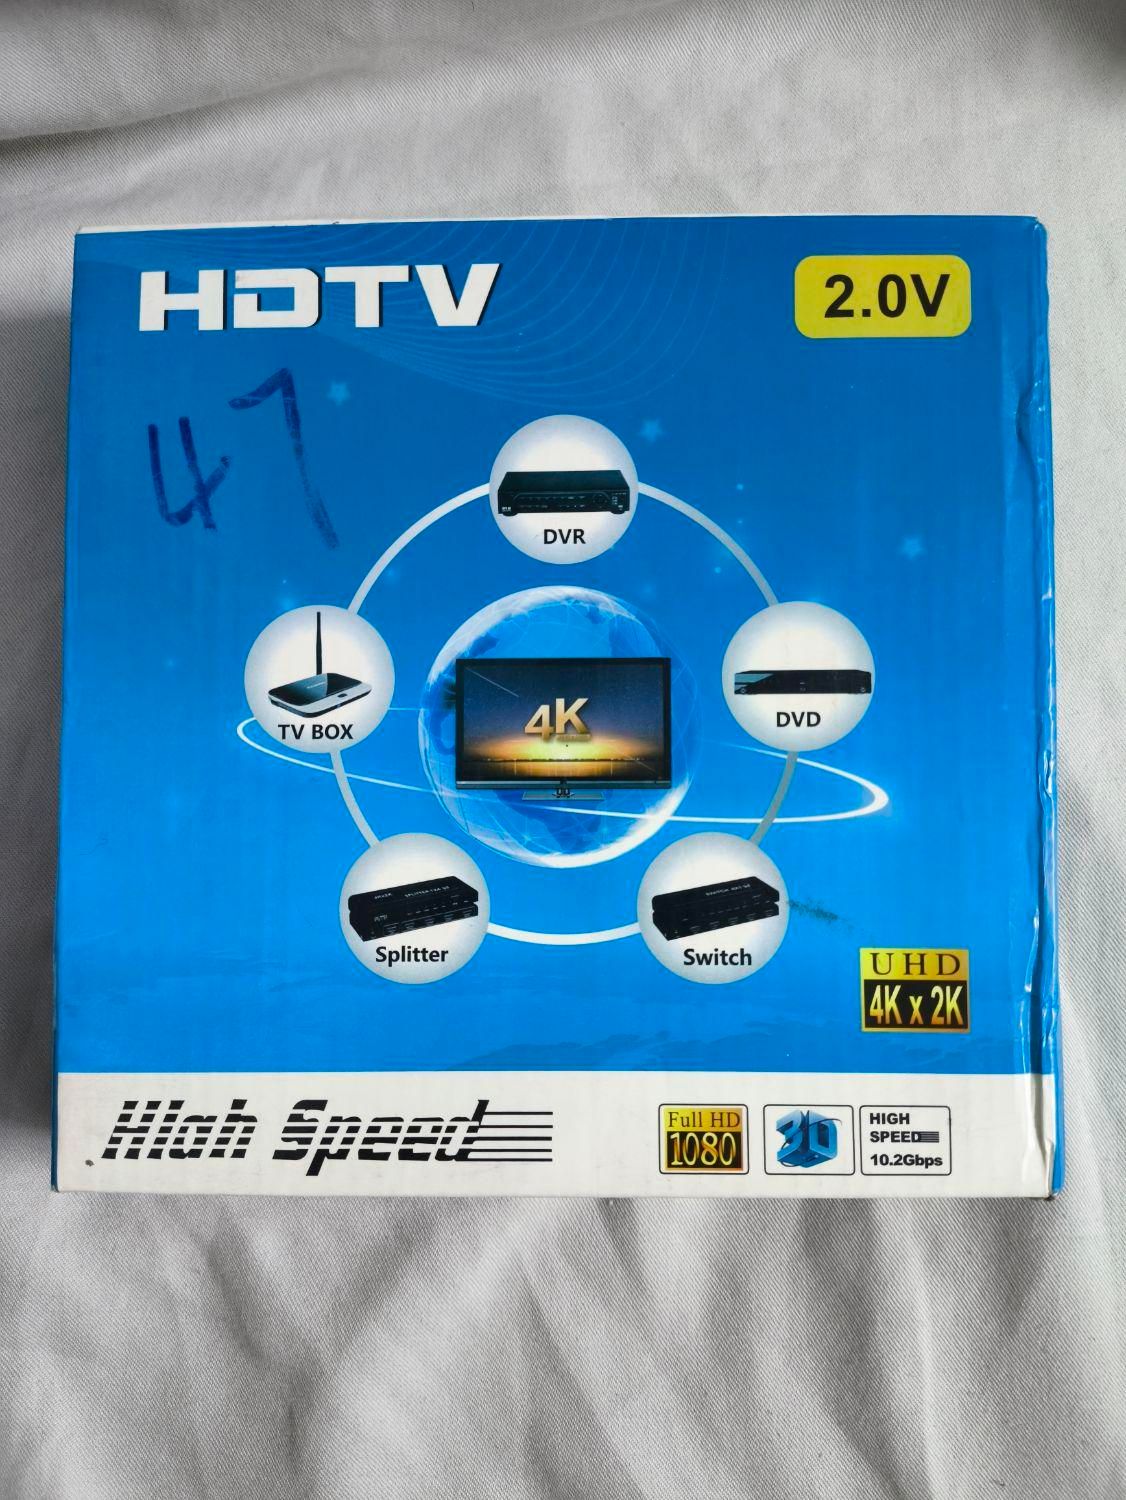 HDTV
2.0V
47
DVR
TV BOX
4K
DVD
Splitter
Switch
UHD
4K x 2K
High Speed
Full HD
1080
3D
HIGH
SPEED
10.2Gbps